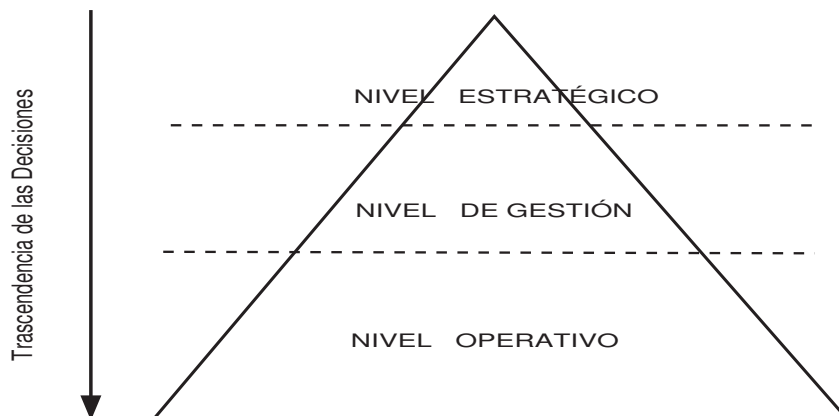 Trascendencia de las Decisiones
NIVEL ESTRATÉGICO
NIVEL DE GESTIÓN
NIVEL OPERATIVO